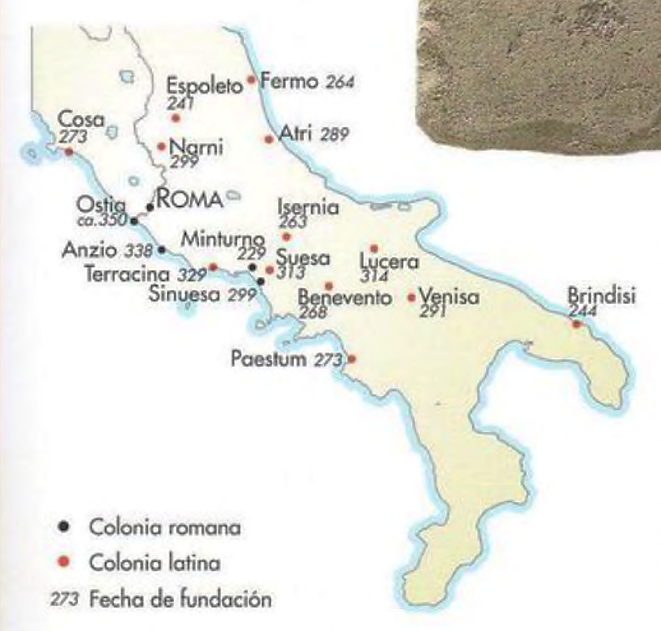 Espoleto
241
Fermo 264
Cosa
273
Atri 289
Narni
299
Ostia
ca.350
ROMA
Isernia
263
Anzio 338
Minturno
229
Suesa
313
Lucera
314
Terracina 329
Sinuesa 299
Benevento
268
Venisa
291
Brindisi
244
Paestum 273
Colonia romana
Colonia latina
273 Fecha de fundación